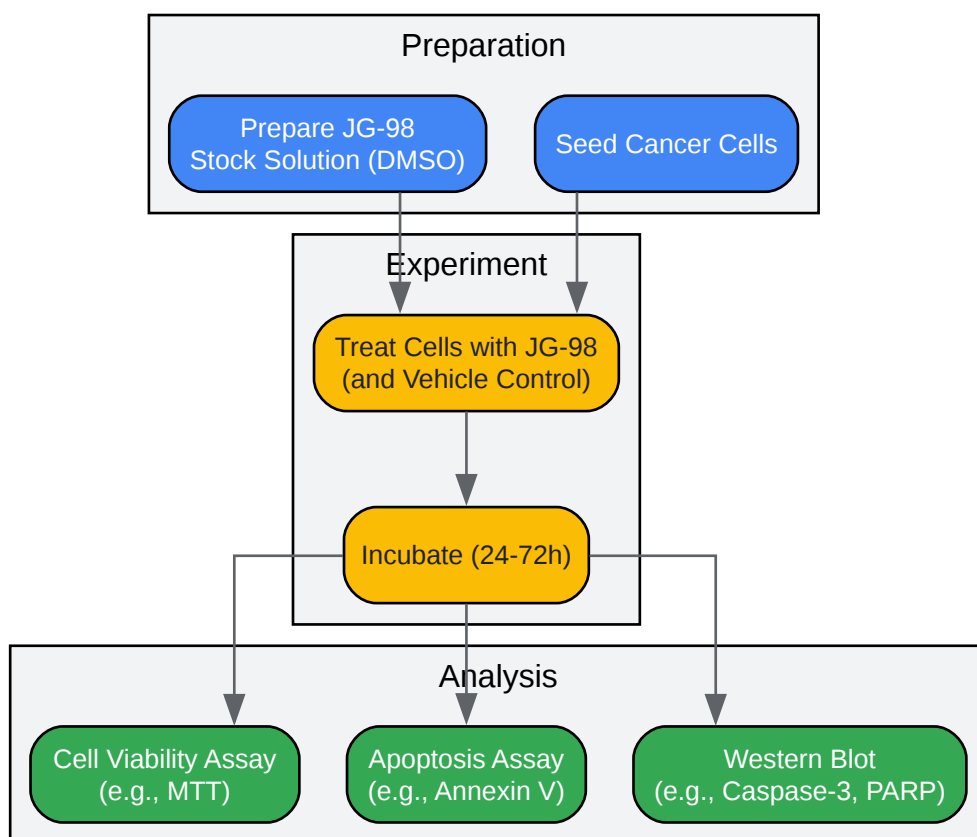 Preparation
Prepare JG-98
Stock Solution (DMSO)
Seed Cancer Cells
Experiment
Treat Cells with JG-98
(and Vehicle Control)
Incubate (24-72h)
Analysis
Cell Viability Assay
(e.g., MTT)
Apoptosis Assay
(e.g., Annexin V)
Western Blot
(e.g., Caspase-3, PARP)